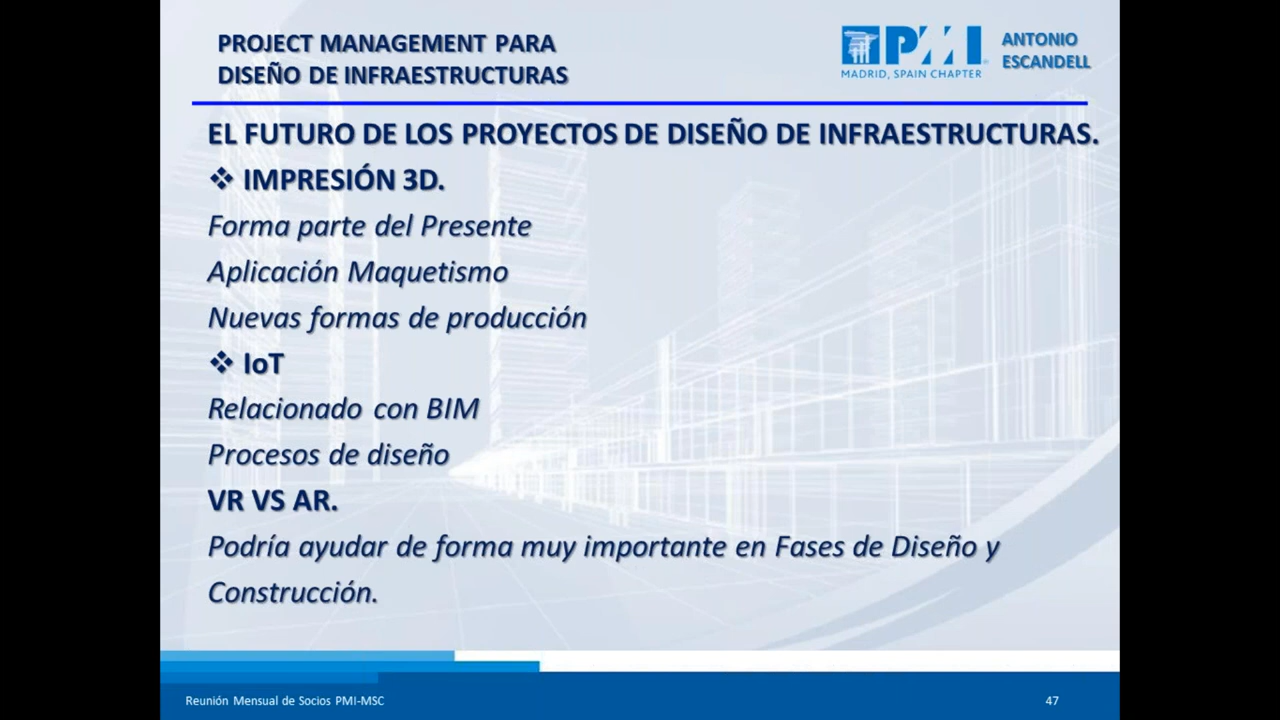 PROJECT MANAGEMENT PARA
DISEÑO DE INFRAESTRUCTURAS
PMI
MADRID, SPAIN CHAPTER
ANTONIO
ESCANDELL
EL FUTURO DE LOS PROYECTOS DE DISEÑO DE INFRAESTRUCTURAS.
❖ IMPRESIÓN 3D.
Forma parte del Presente
Aplicación Maquetismo
Nuevas formas de producción
❖ IoT
Relacionado con BIM
Procesos de diseño
VR VS AR.
Podría ayudar de forma muy importante en Fases de Diseño y
Construcción.
Reunión Mensual de Socios PMI-MSC
47